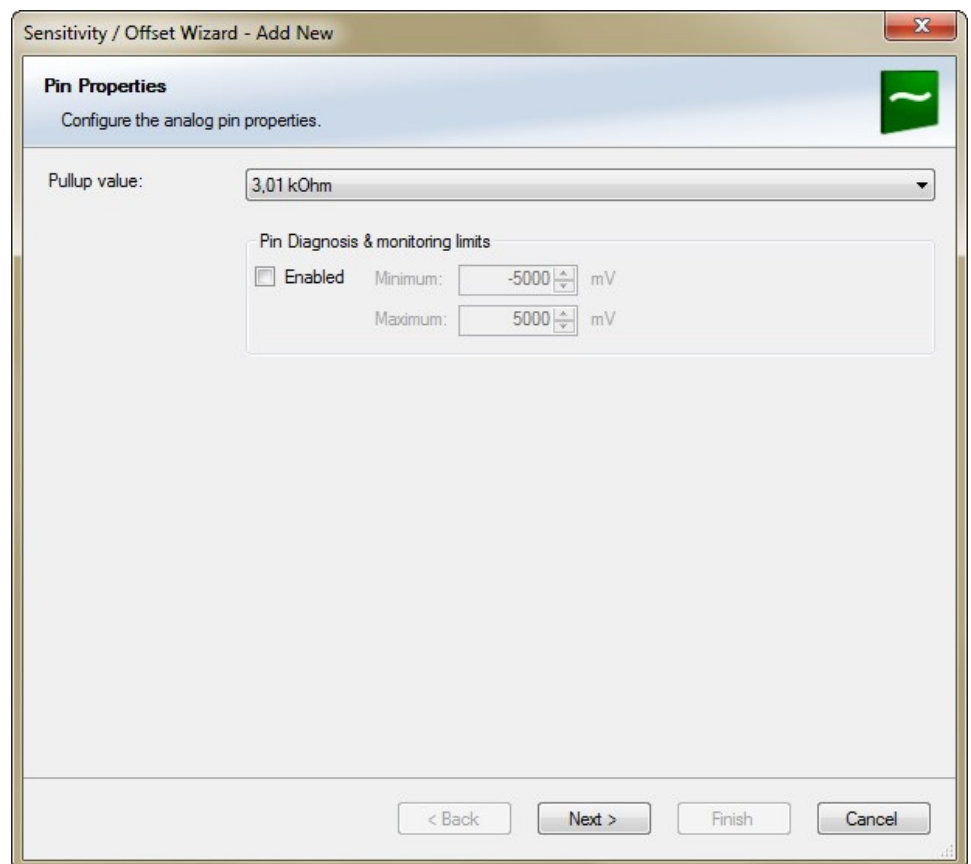 Sensitivity / Offset Wizard - Add New
Pin Properties
Configure the analog pin properties.
Pullup value: 3,01 kOhm
Pin Diagnosis & monitoring limits
Enabled Minimum: -5000 mV
Maximum: 5000 mV
< Back Next > Finish Cancel